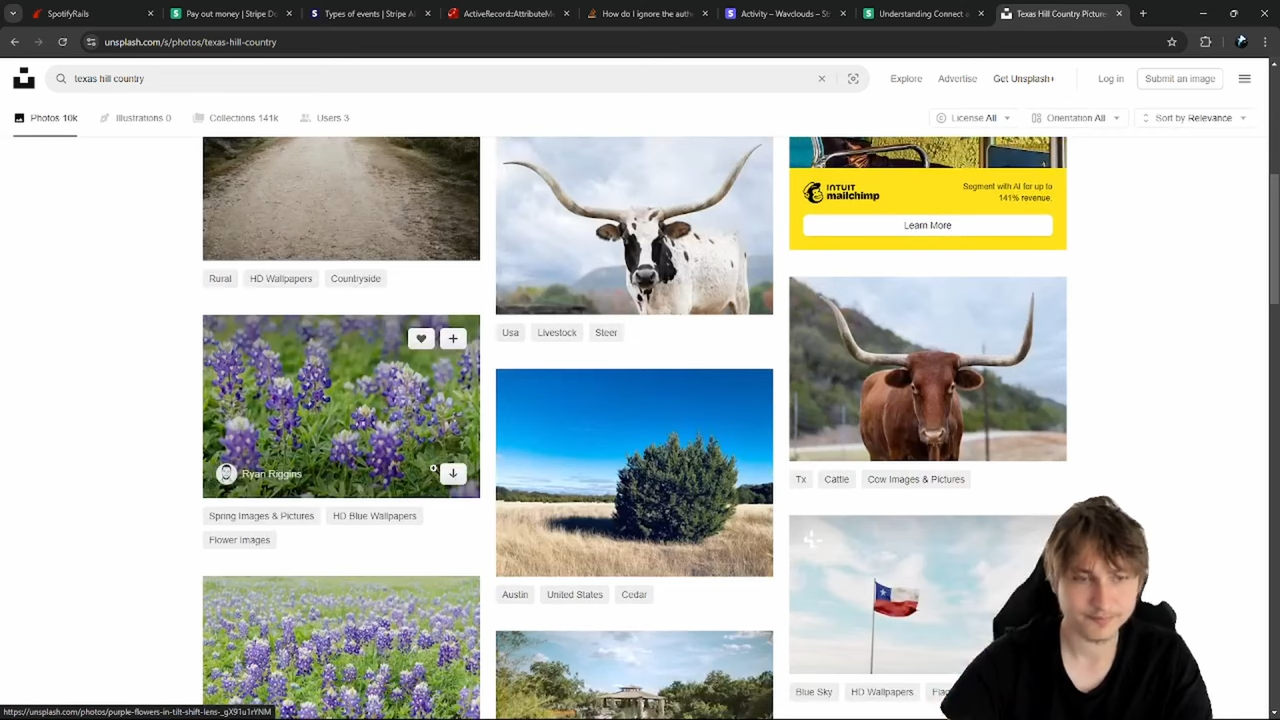 SpotifyRails
Pay out money | Stripe D
Types of events | Stripe A
ActiveRecord::AttributeM
How do I ignore the auth
Activity – Wavclouds – St
Understanding Connect e
Texas Hill Country Picture
unsplash.com/s/photos/texas-hill-country
texas hill country
Explore
Advertise
Get Unsplash+
Log in
Submit an image
Photos 10k
Illustrations 0
Collections 141k
Users 3
License All
Orientation All
Sort by Relevance
INTUIT
mailchimp
Segment with AI for up to
141% revenue.
Learn More
Rural
HD Wallpapers
Countryside
Usa
Livestock
Steer
Ryan Riggins
Tx
Cattle
Cow Images & Pictures
Spring Images & Pictures
HD Blue Wallpapers
Flower Images
Austin
United States
Cedar
Blue Sky
HD Wallpapers
Flag
https://unsplash.com/photos/purple-flowers-in-tilt-shift-lens-_gX91u1rYNM